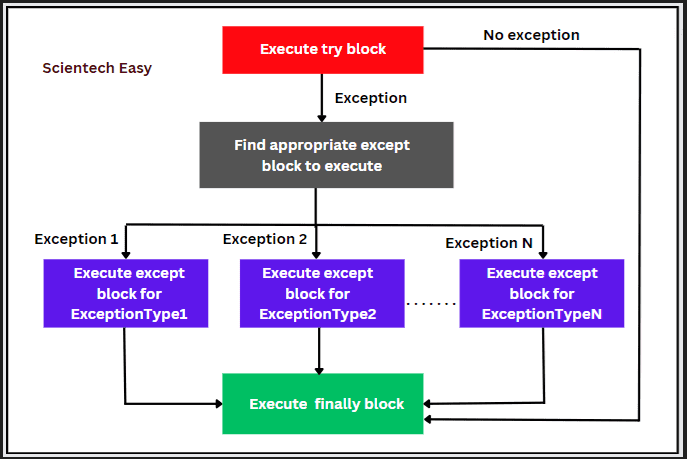 Execute try block
No exception
Scientech Easy
Exception
Find appropriate except
block to execute
Exception 1
Exception 2
Exception N
Execute except
block for
ExceptionType1
Execute except
block for
ExceptionType2
.......
Execute except
block for
ExceptionTypeN
Execute finally block